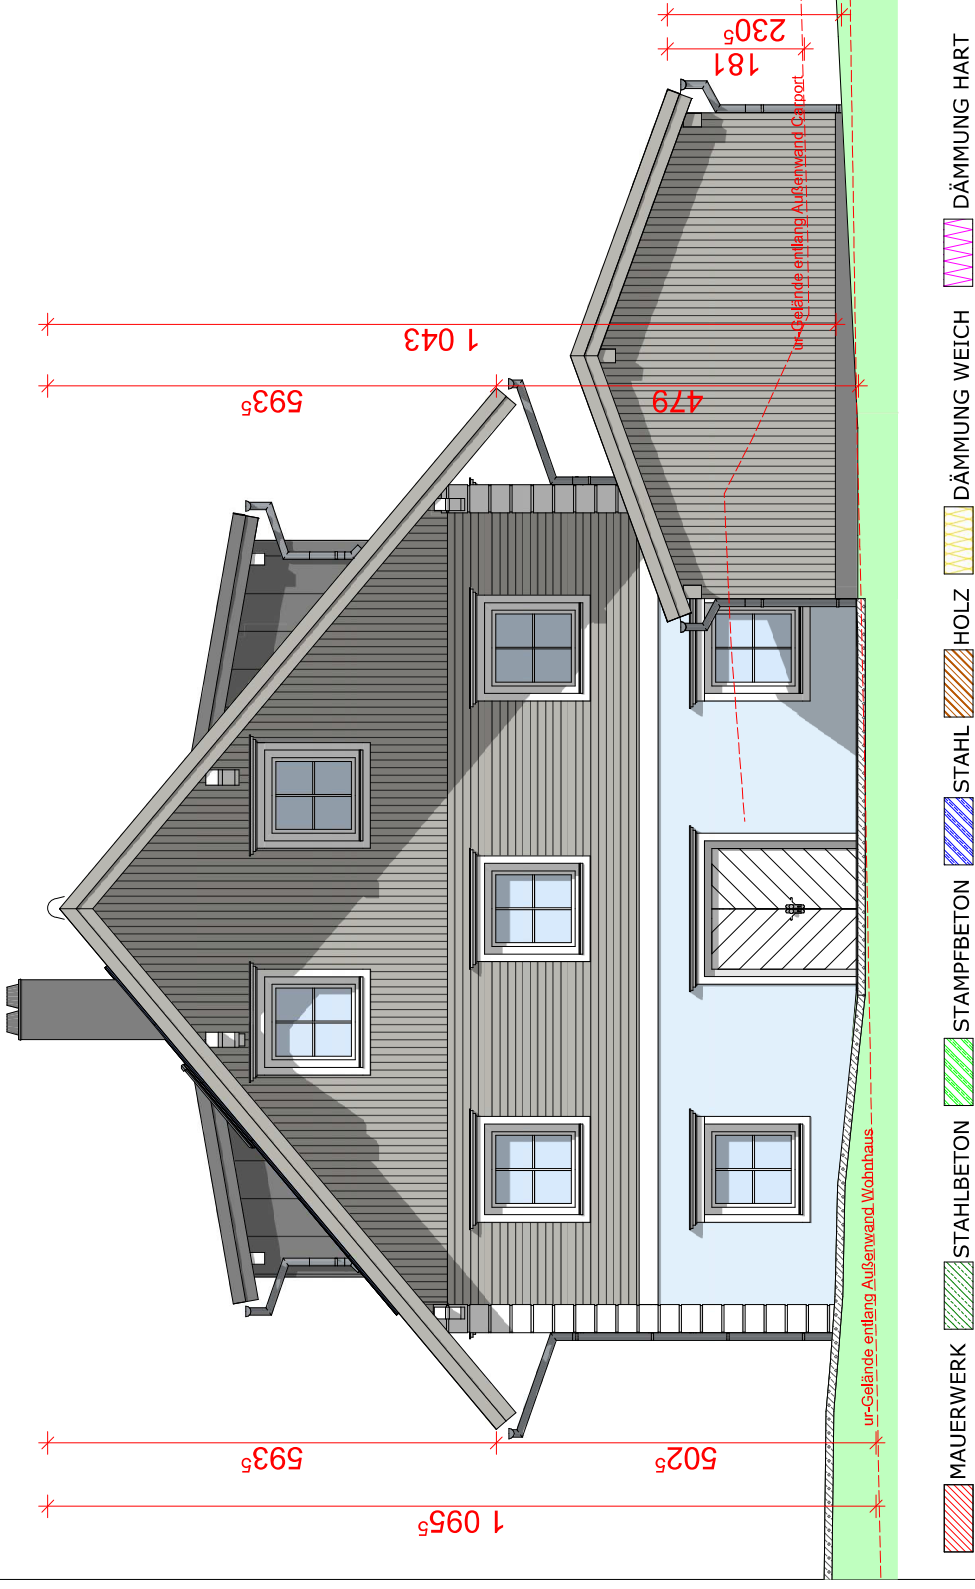 230⁵
181
ur-Gelände entlang Außenwand Carport
1 043
593⁵
479
ur-Gelände entlang Außenwand Wohnhaus
593⁵
502⁵
1 095⁵
MAUERWERK
STAHLBETON
STAMPFBETON
STAHL
HOLZ
DÄMMUNG WEICH
DÄMMUNG HART